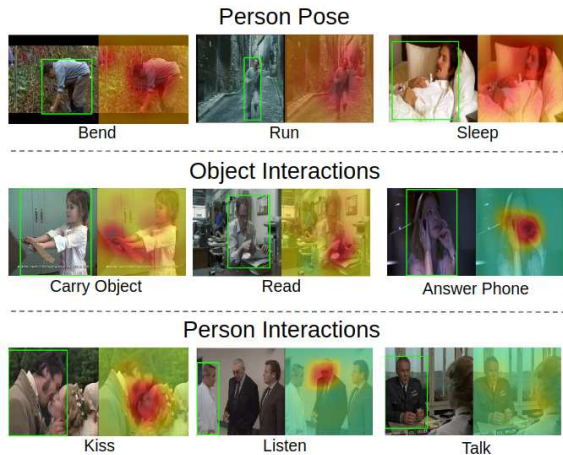 Person Pose
Bend
Run
Sleep
Object Interactions
Carry Object
Read
Answer Phone
Person Interactions
Kiss
Listen
Talk